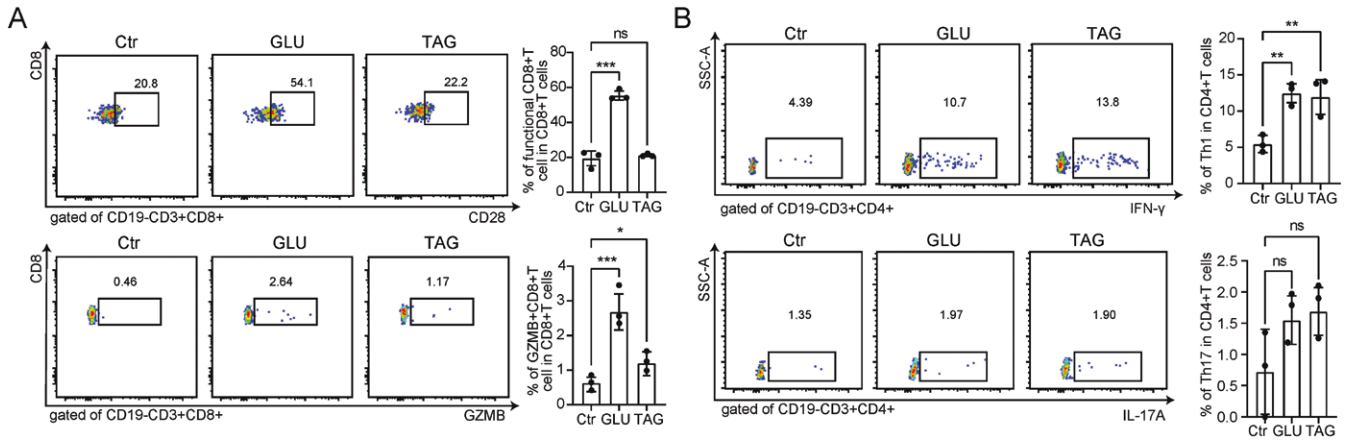 A
Ctr GLU TAG
CD8
20.8 54.1 22.2
gated of CD19-CD3+CD8+
CD28
% of functional CD8+T
cell in CD8+T cells
80
60
40
20
0
ns
***
Ctr GLU TAG
Ctr GLU TAG
CD8
0.46 2.64 1.17
gated of CD19-CD3+CD8+
GZMB
% of GZMB+CD8+T
cell in CD8+T cells
4
3
2
1
0
*
***
Ctr GLU TAG
B
Ctr GLU TAG
SSC-A
4.39 10.7 13.8
gated of CD19-CD3+CD4+
IFN-γ
% of Th1 in CD4+T cells
20
15
10
5
0
**
**
Ctr GLU TAG
Ctr GLU TAG
SSC-A
1.35 1.97 1.90
gated of CD19-CD3+CD4+
IL-17A
% of Th17 in CD4+T cells
2.5
2.0
1.5
1.0
0.5
0.0
ns
ns
Ctr GLU TAG